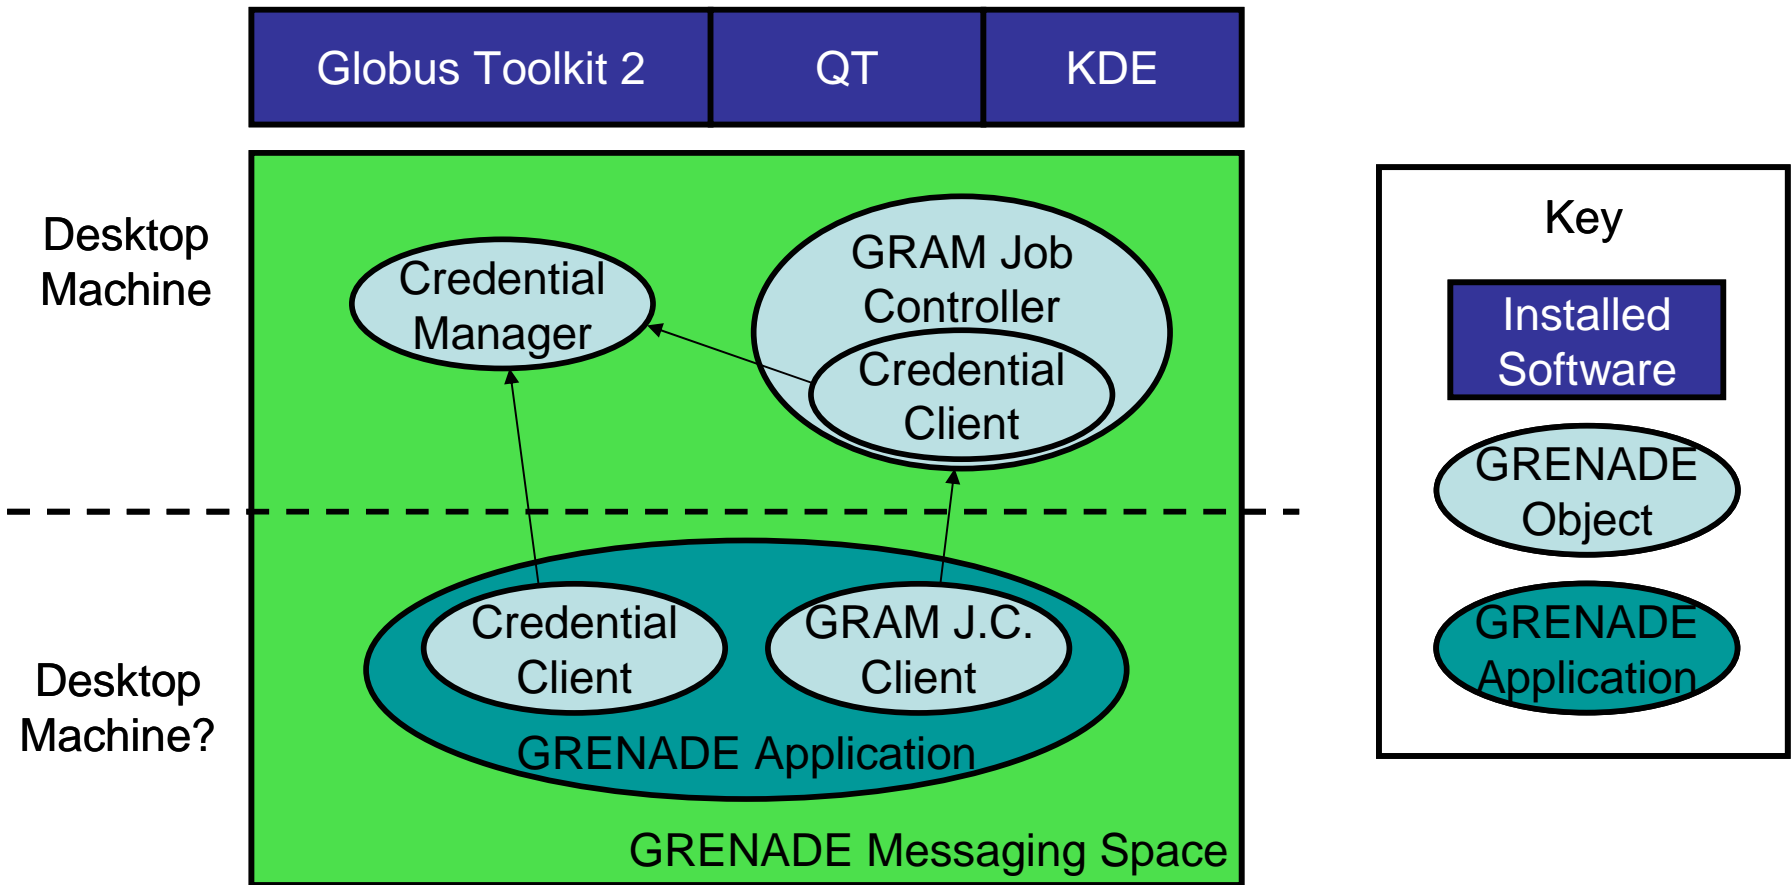 Globus Toolkit 2
QT
KDE
Desktop
Machine
Credential
Manager
GRAM Job
Controller
Credential
Client
Desktop
Machine?
Credential
Client
GRAM J.C.
Client
GRENADE Application
GRENADE Messaging Space
Key
Installed
Software
GRENADE
Object
GRENADE
Application